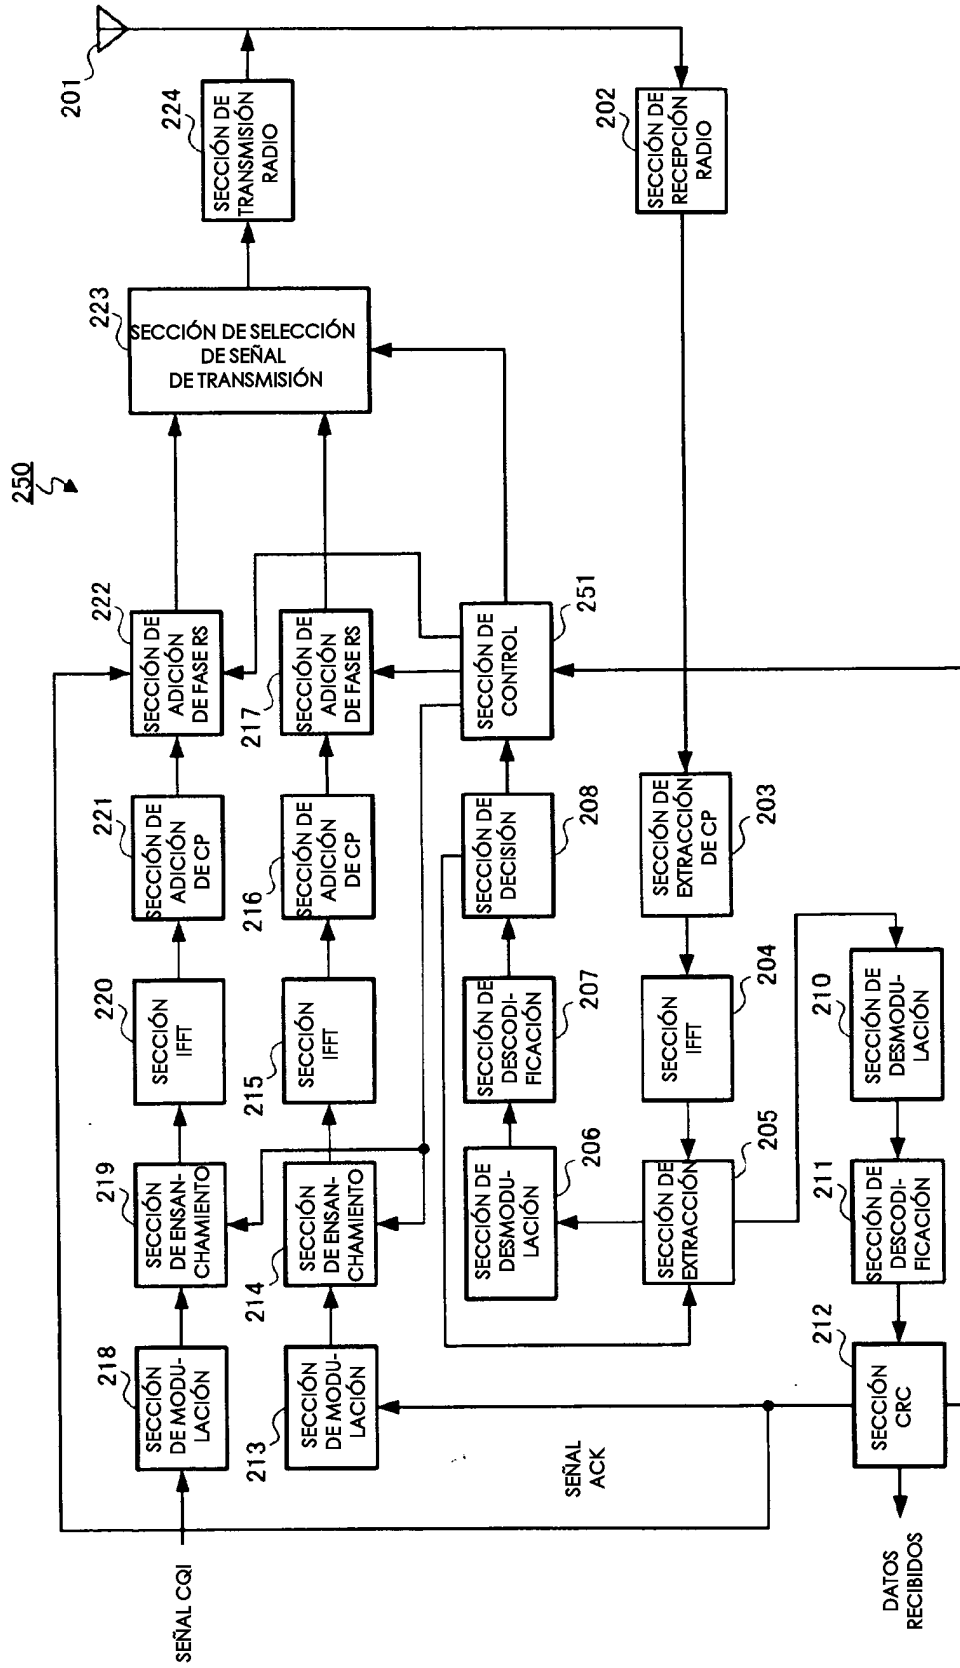 250
201
SECCIÓN DE
TRANSMISIÓN
RADIO
224
SECCIÓN DE
RECEPCIÓN
RADIO
202
SECCIÓN DE SELECCIÓN
DE SEÑAL
DE TRANSMISIÓN
223
SEÑAL CQI
SECCIÓN
DE MODU-
LACIÓN
218
SECCIÓN
DE ENSAN-
CHAMIENTO
219
SECCIÓN
IFFT
220
SECCIÓN DE
ADICIÓN
DE CP
221
SECCIÓN DE
ADICIÓN
DE FASE RS
222
SECCIÓN
DE MODU-
LACIÓN
213
SECCIÓN
DE ENSAN-
CHAMIENTO
214
SECCIÓN
IFFT
215
SECCIÓN DE
ADICIÓN
DE CP
216
SECCIÓN DE
ADICIÓN
DE FASE RS
217
SEÑAL
ACK
SECCIÓN DE
DESMODU-
LACIÓN
206
SECCIÓN DE
DESCODI-
FICACIÓN
207
SECCIÓN DE
DECISIÓN
208
SECCIÓN DE
CONTROL
251
SECCIÓN DE
EXTRACCIÓN
205
SECCIÓN
IFFT
204
SECCIÓN DE
EXTRACCIÓN
DE CP
203
DATOS
RECIBIDOS
SECCIÓN
CRC
212
SECCIÓN DE
DESCODI-
FICACIÓN
211
SECCIÓN DE
DESMODU-
LACIÓN
210